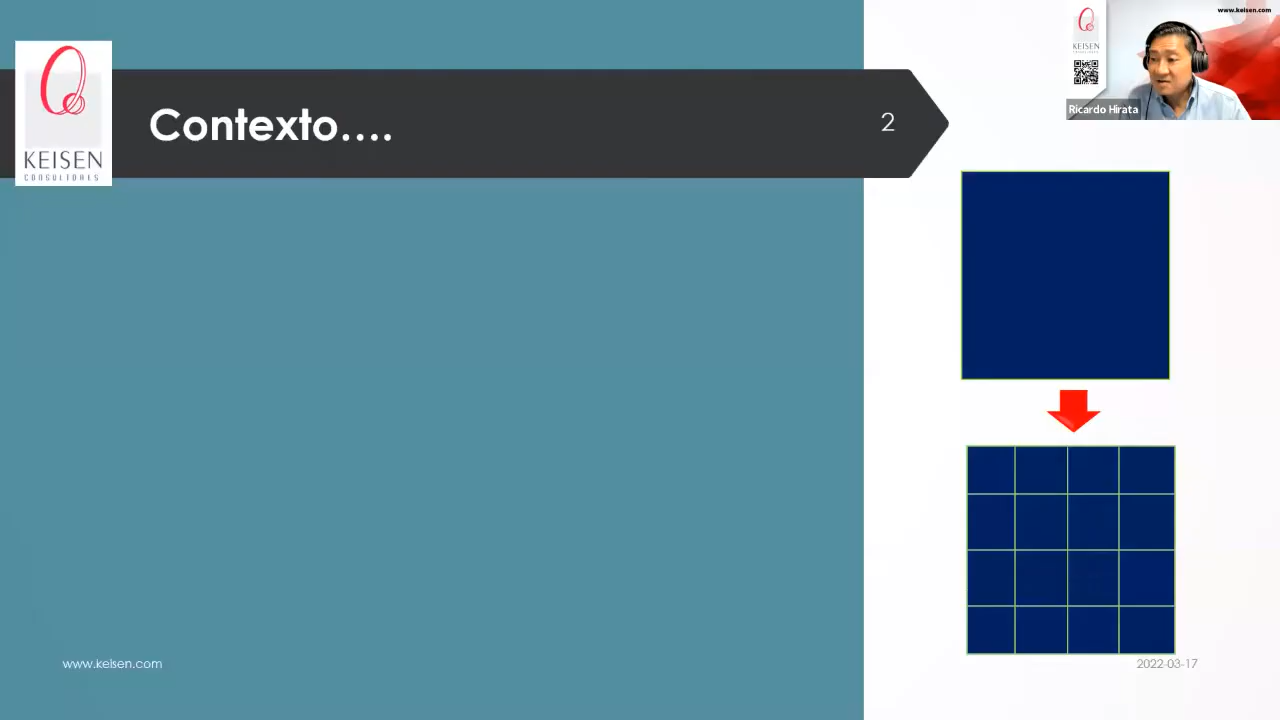 KEISEN
CONSULTORES
Contexto....
2
www.keisen.com
KEISEN
Ricardo Hirata
www.keisen.com
2022-03-17